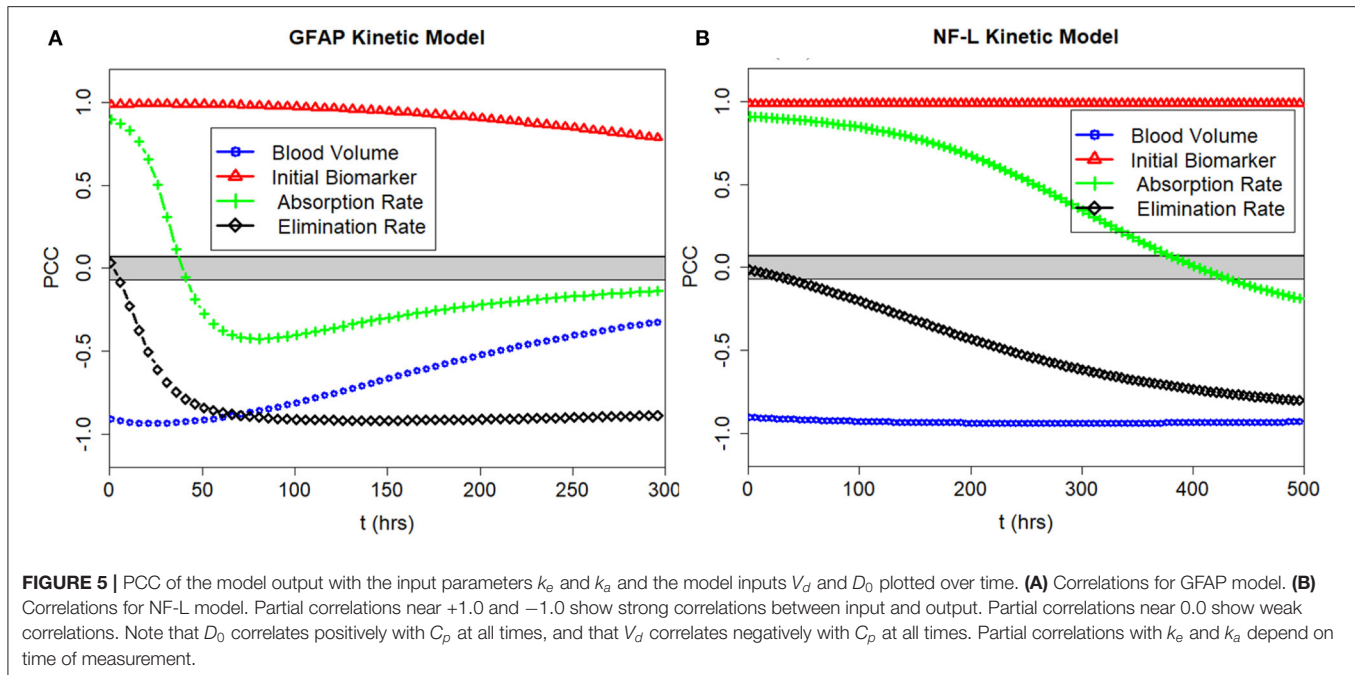 A
GFAP Kinetic Model
PCC
1.0
0.5
0.0
-0.5
-1.0
Blood Volume
Initial Biomarker
Absorption Rate
Elimination Rate
0 50 100 150 200 250 300
t (hrs)
B
NF-L Kinetic Model
PCC
1.0
0.5
0.0
-0.5
-1.0
Blood Volume
Initial Biomarker
Absorption Rate
Elimination Rate
0 100 200 300 400 500
t (hrs)
FIGURE 5 | PCC of the model output with the input parameters kₑ and kₐ and the model inputs V_d and D₀ plotted over time. (A) Correlations for GFAP model. (B)
Correlations for NF-L model. Partial correlations near +1.0 and −1.0 show strong correlations between input and output. Partial correlations near 0.0 show weak
correlations. Note that D₀ correlates positively with Cₚ at all times, and that V_d correlates negatively with Cₚ at all times. Partial correlations with kₑ and kₐ depend on
time of measurement.